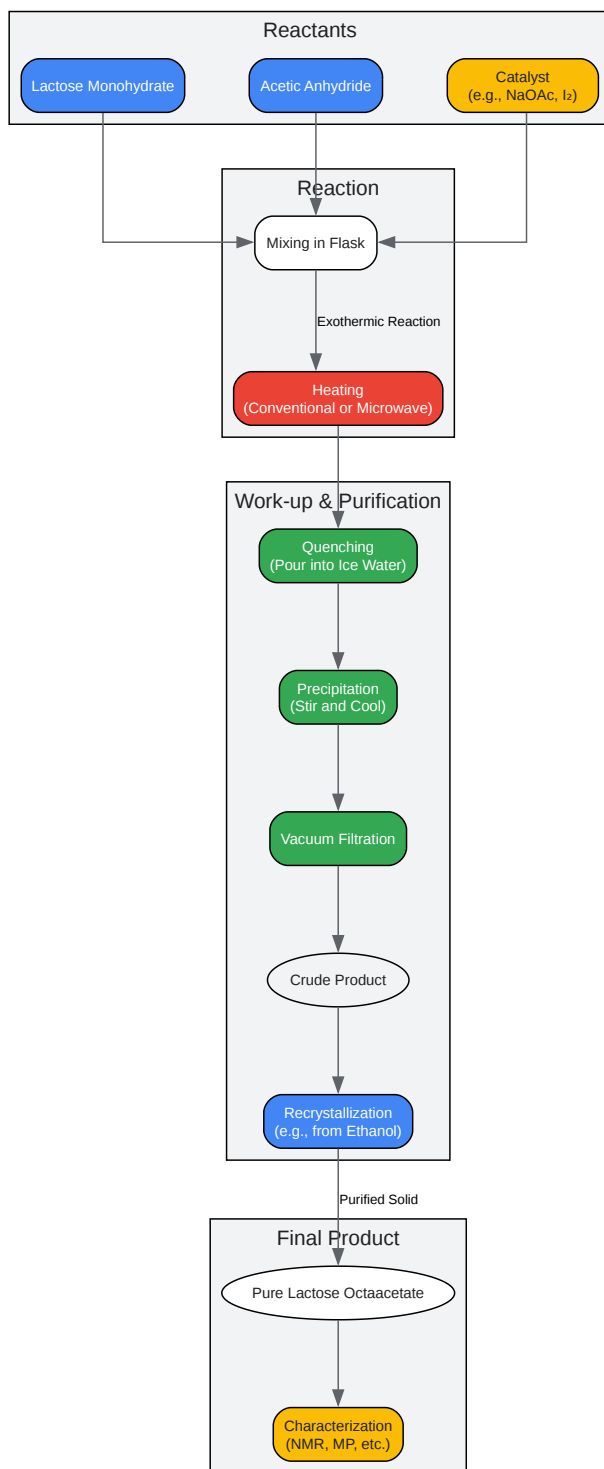 Reactants
Lactose Monohydrate
Acetic Anhydride
Catalyst
(e.g., NaOAc, I₂)
Reaction
Mixing in Flask
Exothermic Reaction
Heating
(Conventional or Microwave)
Work-up & Purification
Quenching
(Pour into Ice Water)
Precipitation
(Stir and Cool)
Vacuum Filtration
Crude Product
Recrystallization
(e.g., from Ethanol)
Purified Solid
Final Product
Pure Lactose Octaacetate
Characterization
(NMR, MP, etc.)